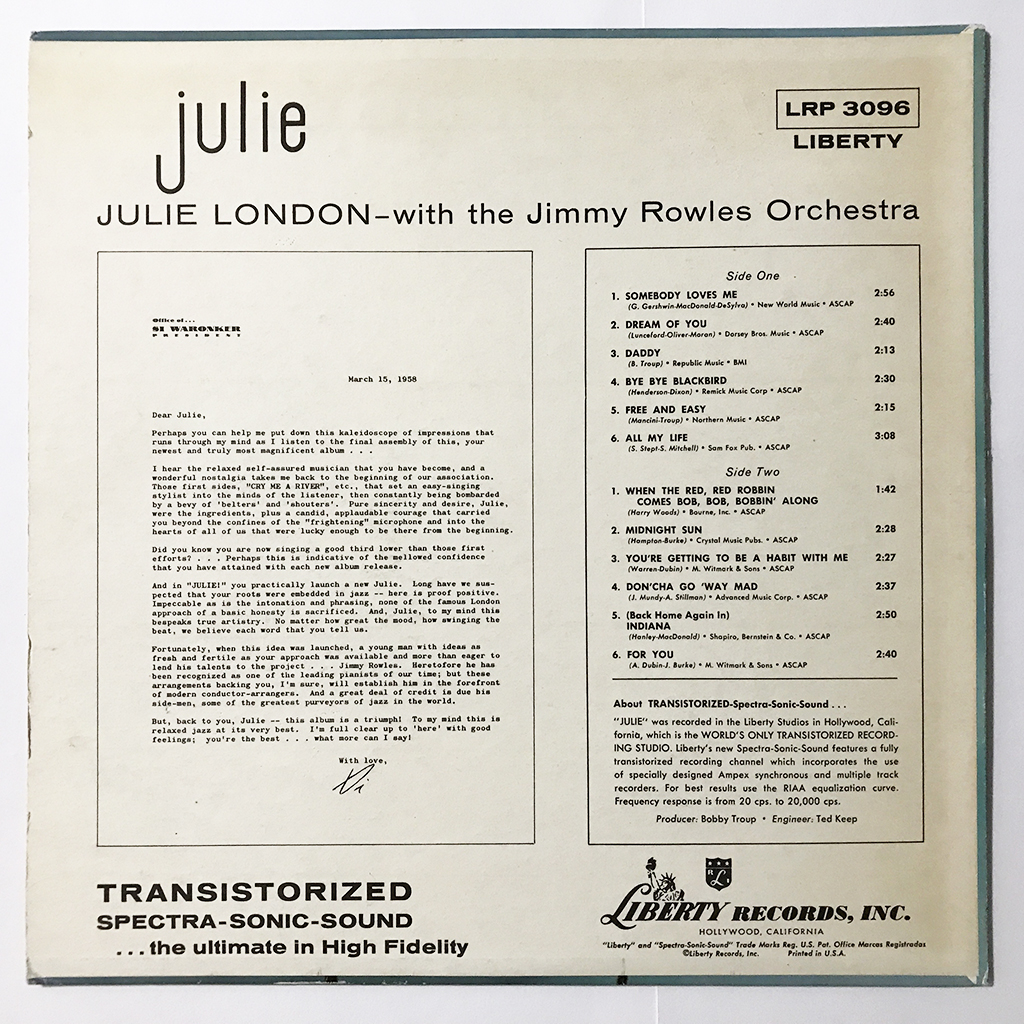 julie
LRP 3096
LIBERTY
JULIE LONDON–with the Jimmy Rowles Orchestra
Office of...
SI WARONKER
PRESIDENT
March 15, 1958
Dear Julie,
Perhaps you can help me put down this kaleidoscope of impressions that
runs through my mind as I listen to the final assembly of this, your
newest and truly most magnificent album . . .
I hear the relaxed self-assured musician that you have become, and a
wonderful nostalgia takes me back to the beginning of our association.
Those first sides, "CRY ME A RIVER", etc., that set an easy-singing
stylist into the minds of the listener, then constantly being bombarded
by a bevy of 'belters' and 'shouters'. Pure sincerity and desire, Julie,
were the ingredients, plus a candid, applaudable courage that carried
you beyond the confines of the "frightening" microphone and into the
hearts of all of us that were lucky enough to be there from the beginning.
Did you know you are now singing a good third lower than those first
efforts? . . . Perhaps this is indicative of the mellowed confidence
that you have attained with each new album release.
And in "JULIE!" you practically launch a new Julie. Long have we sus-
pected that your roots were embedded in jazz -- here is proof positive.
Impeccable as is the intonation and phrasing, none of the famous London
approach of a basic honesty is sacrificed. And, Julie, to my mind this
bespeaks true artistry. No matter how great the mood, how swinging the
beat, we believe each word that you tell us.
Fortunately, when this idea was launched, a young man with ideas as
fresh and fertile as your approach was available and more than eager to
lend his talents to the project . . . Jimmy Rowles. Heretofore he has
been recognized as one of the leading pianists of our time; but these
arrangements backing you, I'm sure, will establish him in the forefront
of modern conductor-arrangers. And a great deal of credit is due his
side-men, some of the greatest purveyors of jazz in the world.
But, back to you, Julie -- this album is a triumph! To my mind this is
relaxed jazz at its very best. I'm full clear up to 'here' with good
feelings; you're the best . . . what more can I say!
With love,
Si
Side One
1. SOMEBODY LOVES ME 2:56
(G. Gershwin-MacDonald-DeSylva) • New World Music • ASCAP
2. DREAM OF YOU 2:40
(Lunceford-Oliver-Moran) • Dorsey Bros. Music • ASCAP
3. DADDY 2:13
(B. Troup) • Republic Music • BMI
4. BYE BYE BLACKBIRD 2:30
(Henderson-Dixon) • Remick Music Corp • ASCAP
5. FREE AND EASY 2:15
(Mancini-Troup) • Northern Music • ASCAP
6. ALL MY LIFE 3:08
(S. Stept-S. Mitchell) • Sam Fox Pub. • ASCAP
Side Two
1. WHEN THE RED, RED ROBBIN 1:42
COMES BOB, BOB, BOBBIN' ALONG
(Harry Woods) • Bourne, Inc. • ASCAP
2. MIDNIGHT SUN 2:28
(Hampton-Burke) • Crystal Music Pubs. • ASCAP
3. YOU'RE GETTING TO BE A HABIT WITH ME 2:27
(Warren-Dubin) • M. Witmark & Sons • ASCAP
4. DON'CHA GO 'WAY MAD 2:37
(J. Mundy-A. Stillman) • Advanced Music Corp. • ASCAP
5. (Back Home Again In) 2:50
INDIANA
(Hanley-MacDonald) • Shapiro, Bernstein & Co. • ASCAP
6. FOR YOU 2:40
(A. Dubin-J. Burke) • M. Witmark & Sons • ASCAP
About TRANSISTORIZED-Spectra-Sonic-Sound . . .
"JULIE" was recorded in the Liberty Studios in Hollywood, Cali-
fornia, which is the WORLD'S ONLY TRANSISTORIZED RECORD-
ING STUDIO. Liberty's new Spectra-Sonic-Sound features a fully
transistorized recording channel which incorporates the use
of specially designed Ampex synchronous and multiple track
recorders. For best results use the RIAA equalization curve.
Frequency response is from 20 cps. to 20,000 cps.
Producer: Bobby Troup • Engineer: Ted Keep
TRANSISTORIZED
SPECTRA-SONIC-SOUND
...the ultimate in High Fidelity
LIBERTY RECORDS, INC.
HOLLYWOOD, CALIFORNIA
"Liberty" and "Spectra-Sonic-Sound" Trade Marks Reg. U.S. Pat. Office Marcas Registradas
©Liberty Records, Inc. Printed in U.S.A.